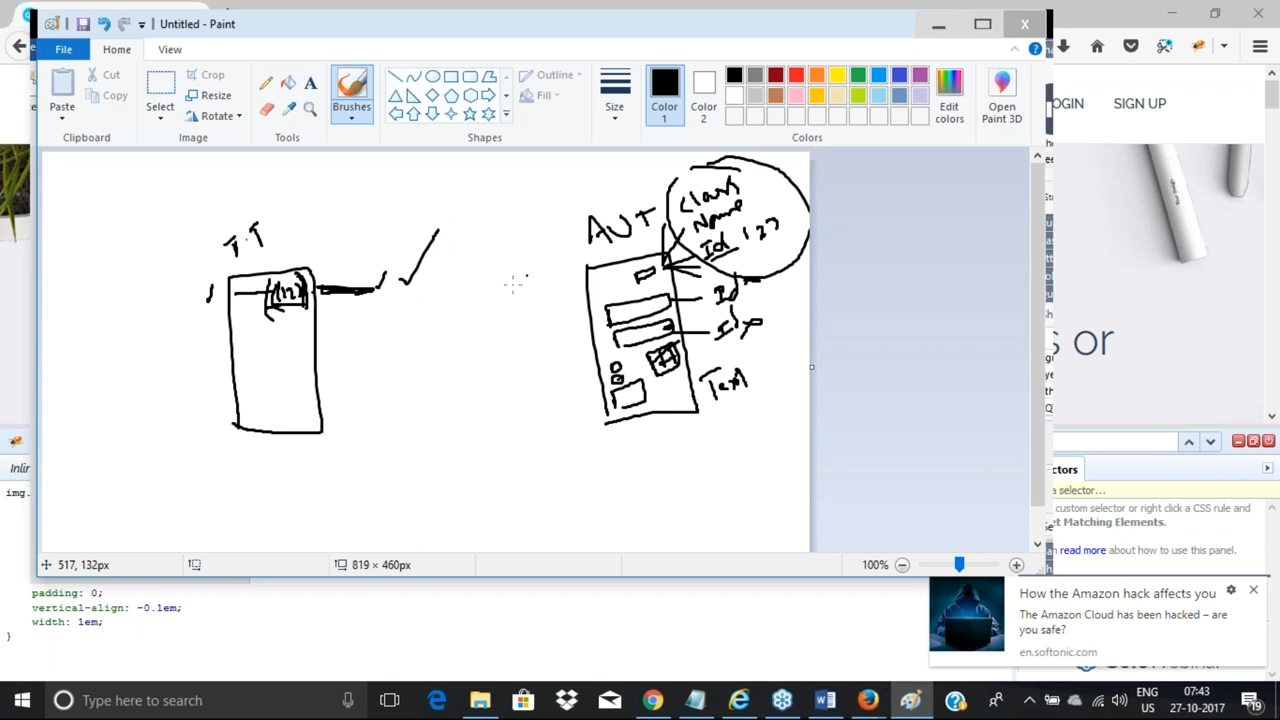 Untitled - Paint
File
Home
View
OGIN
SIGN UP
Paste
Cut
Copy
Select
Crop
Resize
Rotate
Brushes
Outline
Fill
Size
Color
1
Color
2
Edit
colors
Open
Paint 3D
Clipboard
Image
Tools
Shapes
Colors
T.T
AUT
Class
Name
Id 123
Id
Text
s or
Inlir
img.
ctors
a selector...
custom selector or right click a CSS rule and
et Matching Elements.
an read more about how to use this panel.
517, 132px
819 × 460px
100%
padding: 0;
vertical-align: -0.1em;
width: 1em;
}
How the Amazon hack affects you
The Amazon Cloud has been hacked – are
you safe?
en.softonic.com
Type here to search
ENG
US
07:43
27-10-2017
19